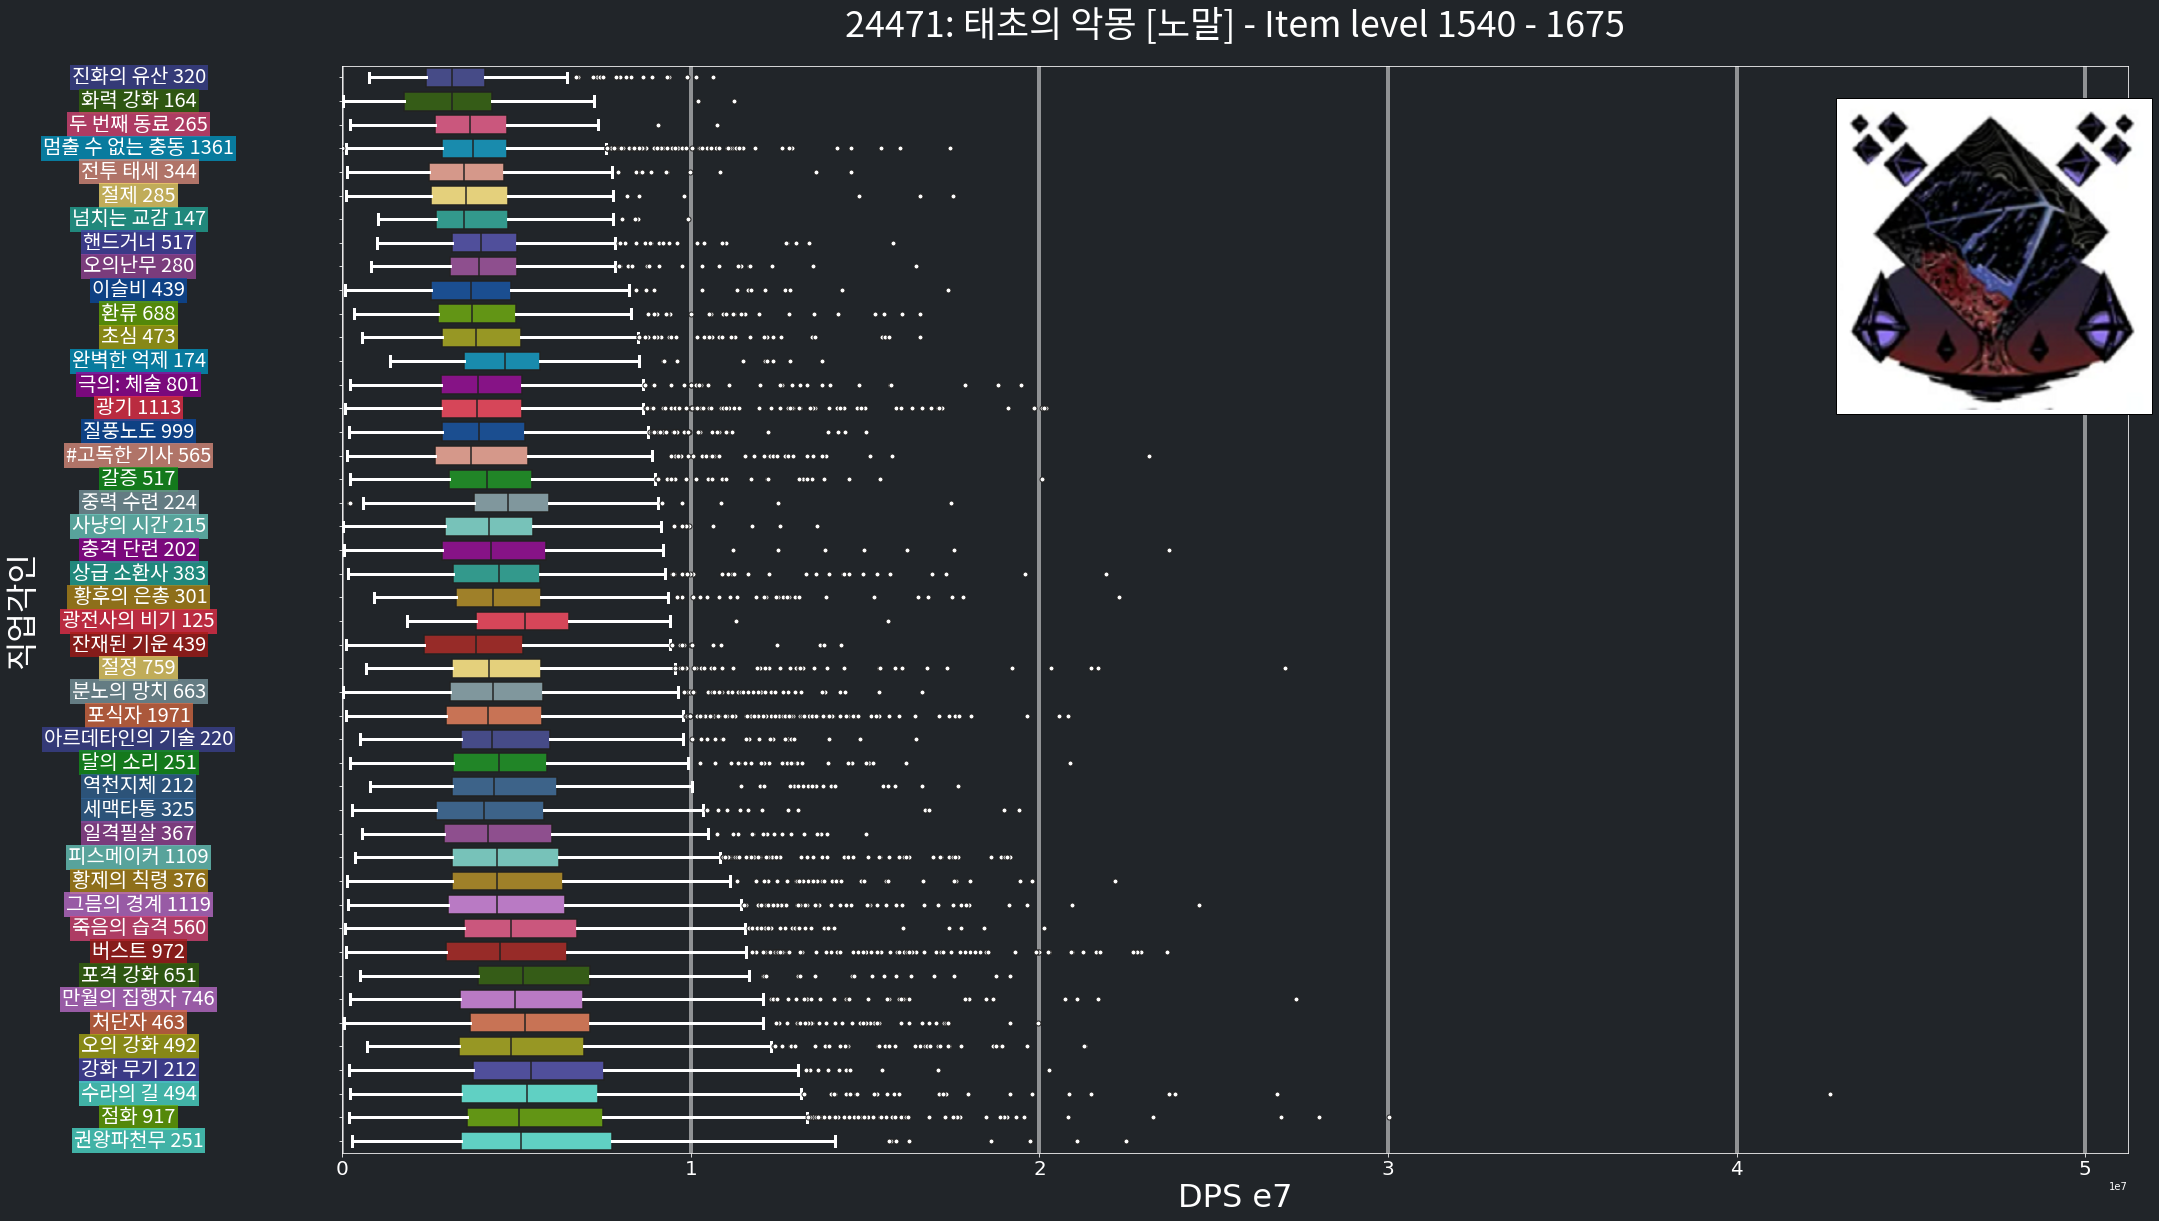 24471: 태초의 악몽 [노말] - Item level 1540 - 1675
진화의 유산 320
화력 강화 164
두 번째 동료 265
멈출 수 없는 충동 1361
전투 태세 344
절제 285
넘치는 교감 147
핸드거너 517
오의난무 280
이슬비 439
환류 688
초심 473
완벽한 억제 174
극의: 체술 801
광기 1113
질풍노도 999
#고독한 기사 565
갈증 517
중력 수련 224
사냥의 시간 215
충격 단련 202
상급 소환사 383
황후의 은총 301
광전사의 비기 125
잔재된 기운 439
절정 759
분노의 망치 663
포식자 1971
아르데타인의 기술 220
달의 소리 251
역천지체 212
세맥타통 325
일격필살 367
피스메이커 1109
황제의 칙령 376
그믐의 경계 1119
죽음의 습격 560
버스트 972
포격 강화 651
만월의 집행자 746
처단자 463
오의 강화 492
강화 무기 212
수라의 길 494
점화 917
권왕파천무 251
직업각인
0 1 2 3 4 5
1e7
DPS e7